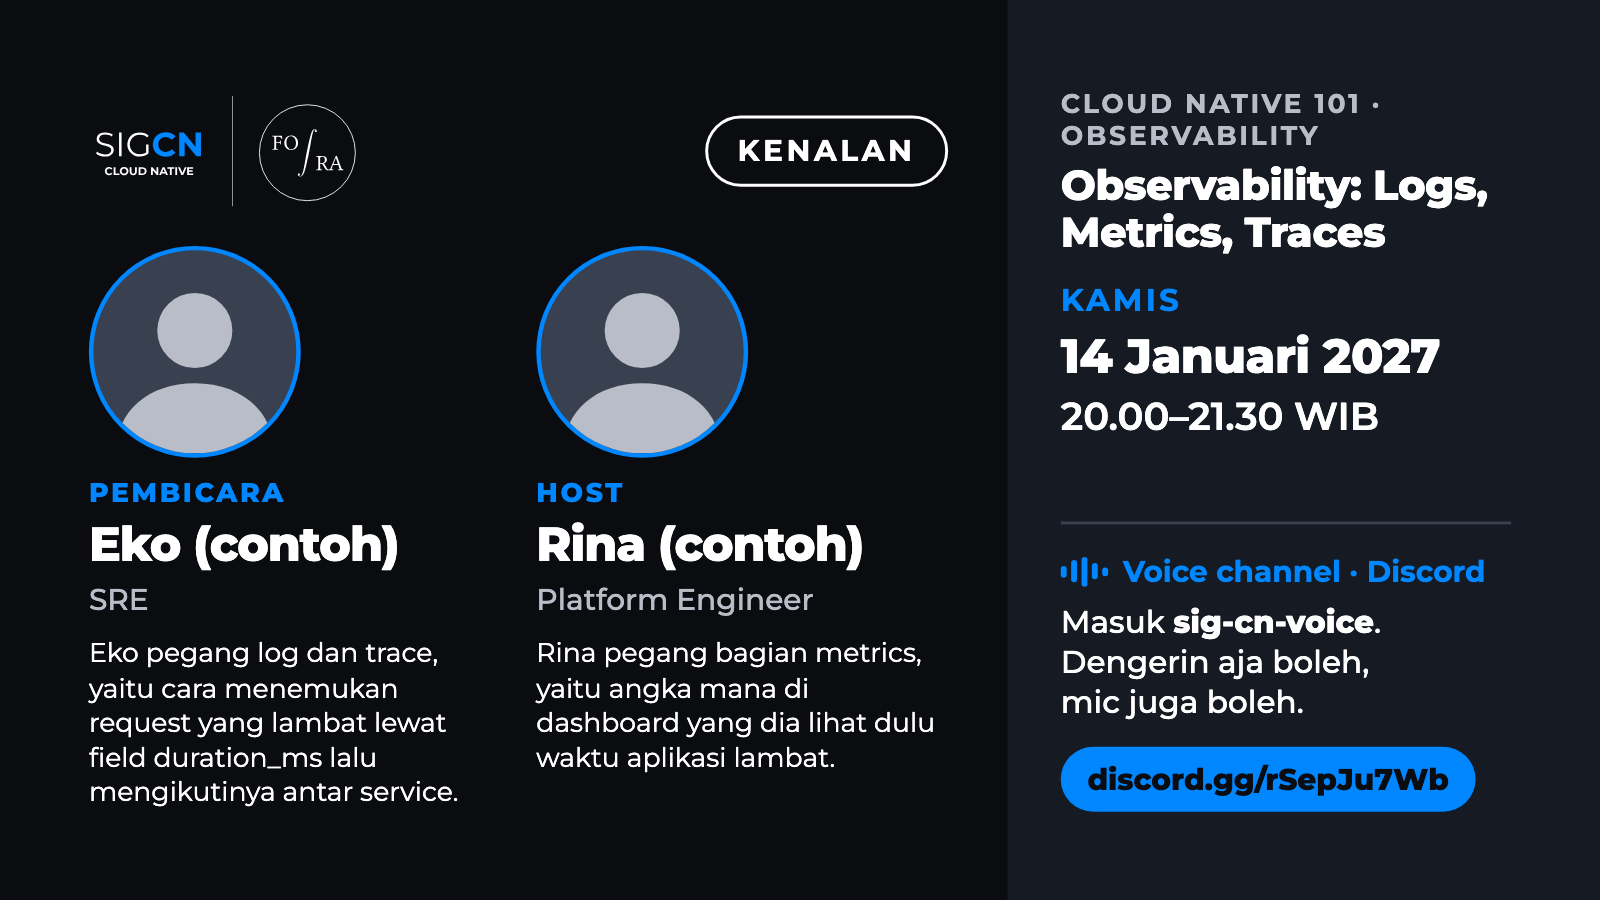 SIGCN
CLOUD NATIVE
FO
RA
KENALAN
PEMBICARA
Eko (contoh)
SRE
Eko pegang log dan trace,
yaitu cara menemukan
request yang lambat lewat
field duration_ms lalu
mengikutinya antar service.
HOST
Rina (contoh)
Platform Engineer
Rina pegang bagian metrics,
yaitu angka mana di
dashboard yang dia lihat dulu
waktu aplikasi lambat.
CLOUD NATIVE 101 ·
OBSERVABILITY
Observability: Logs,
Metrics, Traces
KAMIS
14 Januari 2027
20.00–21.30 WIB
Voice channel · Discord
Masuk sig-cn-voice.
Dengerin aja boleh,
mic juga boleh.
discord.gg/rSepJu7Wb